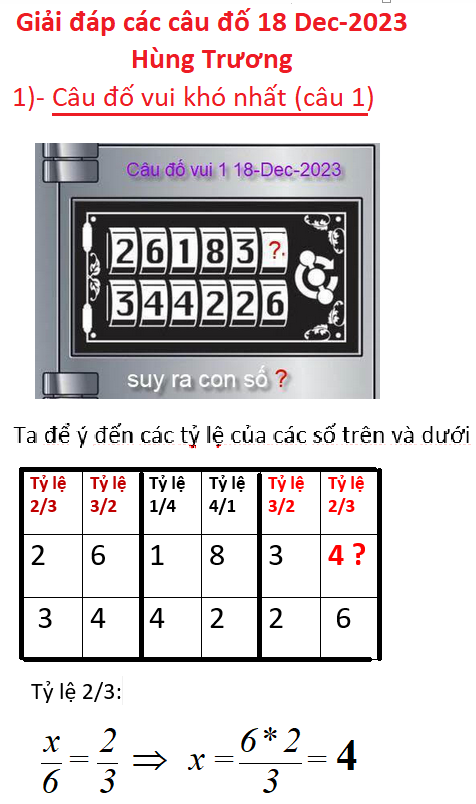 Giải đáp các câu đố 18 Dec-2023
Hùng Trương
1)- Câu đố vui khó nhất (câu 1)
Câu đố vui 1 18-Dec-2023
2 6 1 8 3 ?.
3 4 4 2 2 6
suy ra con số ?
Ta để ý đến các tỷ lệ của các số trên và dưới
Tỷ lệ 2/3 Tỷ lệ 3/2 Tỷ lệ 1/4 Tỷ lệ 4/1 Tỷ lệ 3/2 Tỷ lệ 2/3
2 6 1 8 3 4 ?
3 4 4 2 2 6
Tỷ lệ 2/3:
x/6 = 2/3 ⇒ x = 6 * 2/3 = 4